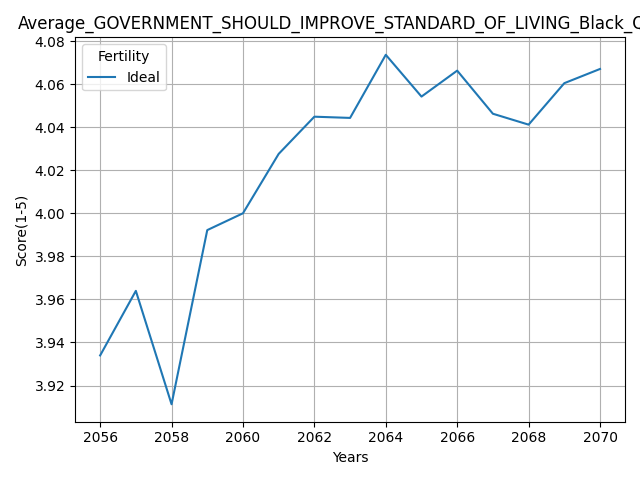 Average_GOVERNMENT_SHOULD_IMPROVE_STANDARD_OF_LIVING_Black_
Fertility
Ideal
Score(1-5)
4.08
4.06
4.04
4.02
4.00
3.98
3.96
3.94
3.92
2056 2058 2060 2062 2064 2066 2068 2070
Years